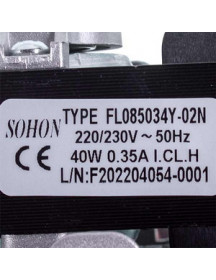 SOHON
TYPE FL085034Y-02N
220/230V ~ 50Hz
CE
40W 0.35A I.CL.H
L/N:F202204054-0001